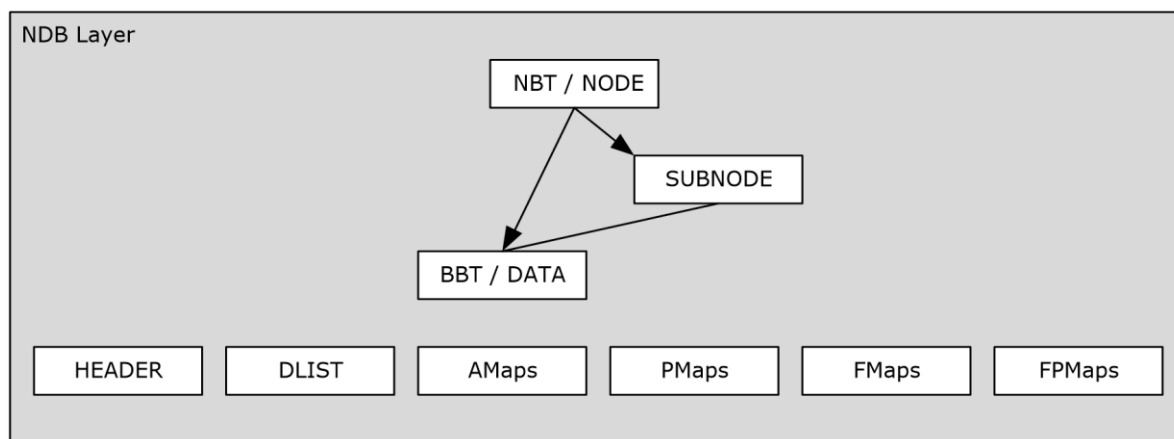 NDB Layer
NBT / NODE
SUBNODE
BBT / DATA
HEADER
DLIST
AMaps
PMaps
FMaps
FPMaps